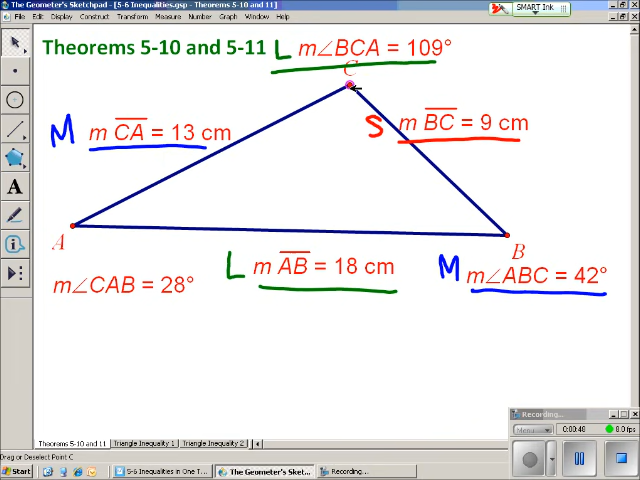 The Geometer's Sketchpad - [5-6 Inequalities.gsp - Theorems 5-10 and 5-11]
SMART Ink
File Edit Display Construct Transform Measure Number Graph Window Help
Theorems 5-10 and 5-11 L m∠BCA = 109°
C
M m CA = 13 cm
S m BC = 9 cm
A
B
L m AB = 18 cm
M m∠ABC = 42°
m∠CAB = 28°
A
Recording...
Menu 0:00:48 8.0 fps
Theorems 5-10 and 5-11 Triangle Inequality 1 Triangle Inequality 2
Drag or Deselect Point C
Start 5-6 Inequalities in One T... The Geometer's Sket... Recording...